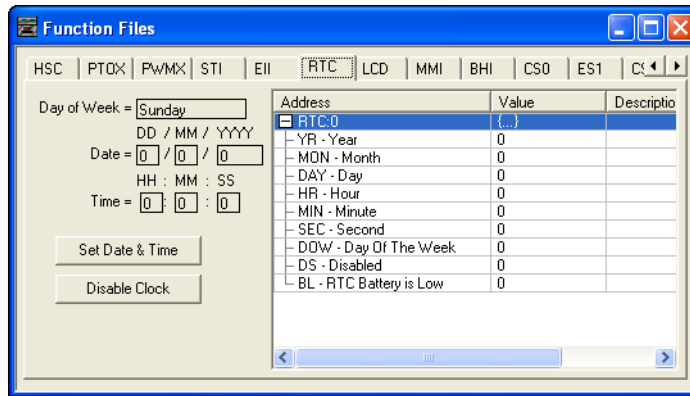 Function Files
HSC PTOX PWMX STI EII RTC LCD MMI BHI CS0 ES1
Day of Week = Sunday
DD / MM / YYYY
Date = 0 / 0 / 0
HH : MM : SS
Time = 0 : 0 : 0
Set Date & Time
Disable Clock
Address Value Descriptio
RTC:0 {...}
YR - Year 0
MON - Month 0
DAY - Day 0
HR - Hour 0
MIN - Minute 0
SEC - Second 0
DOW - Day Of The Week 0
DS - Disabled 0
BL - RTC Battery is Low 0